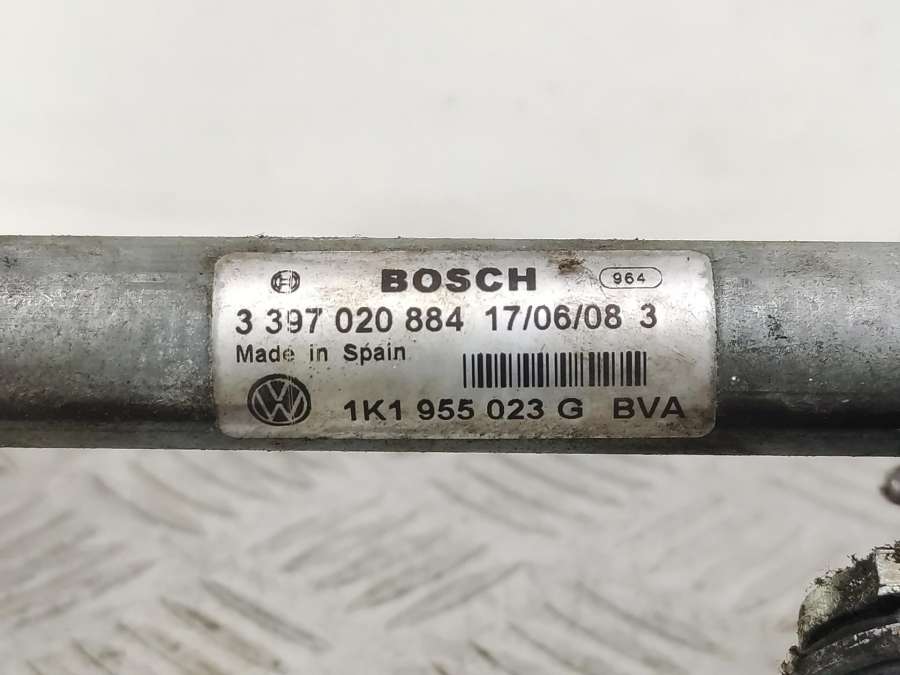 BOSCH 964
3 397 020 884 17/06/08 3
Made in Spain
1K1 955 023 G BVA